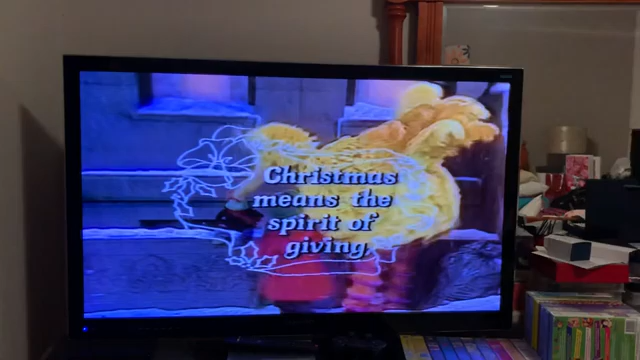 Christmas
means the
spirit of
giving